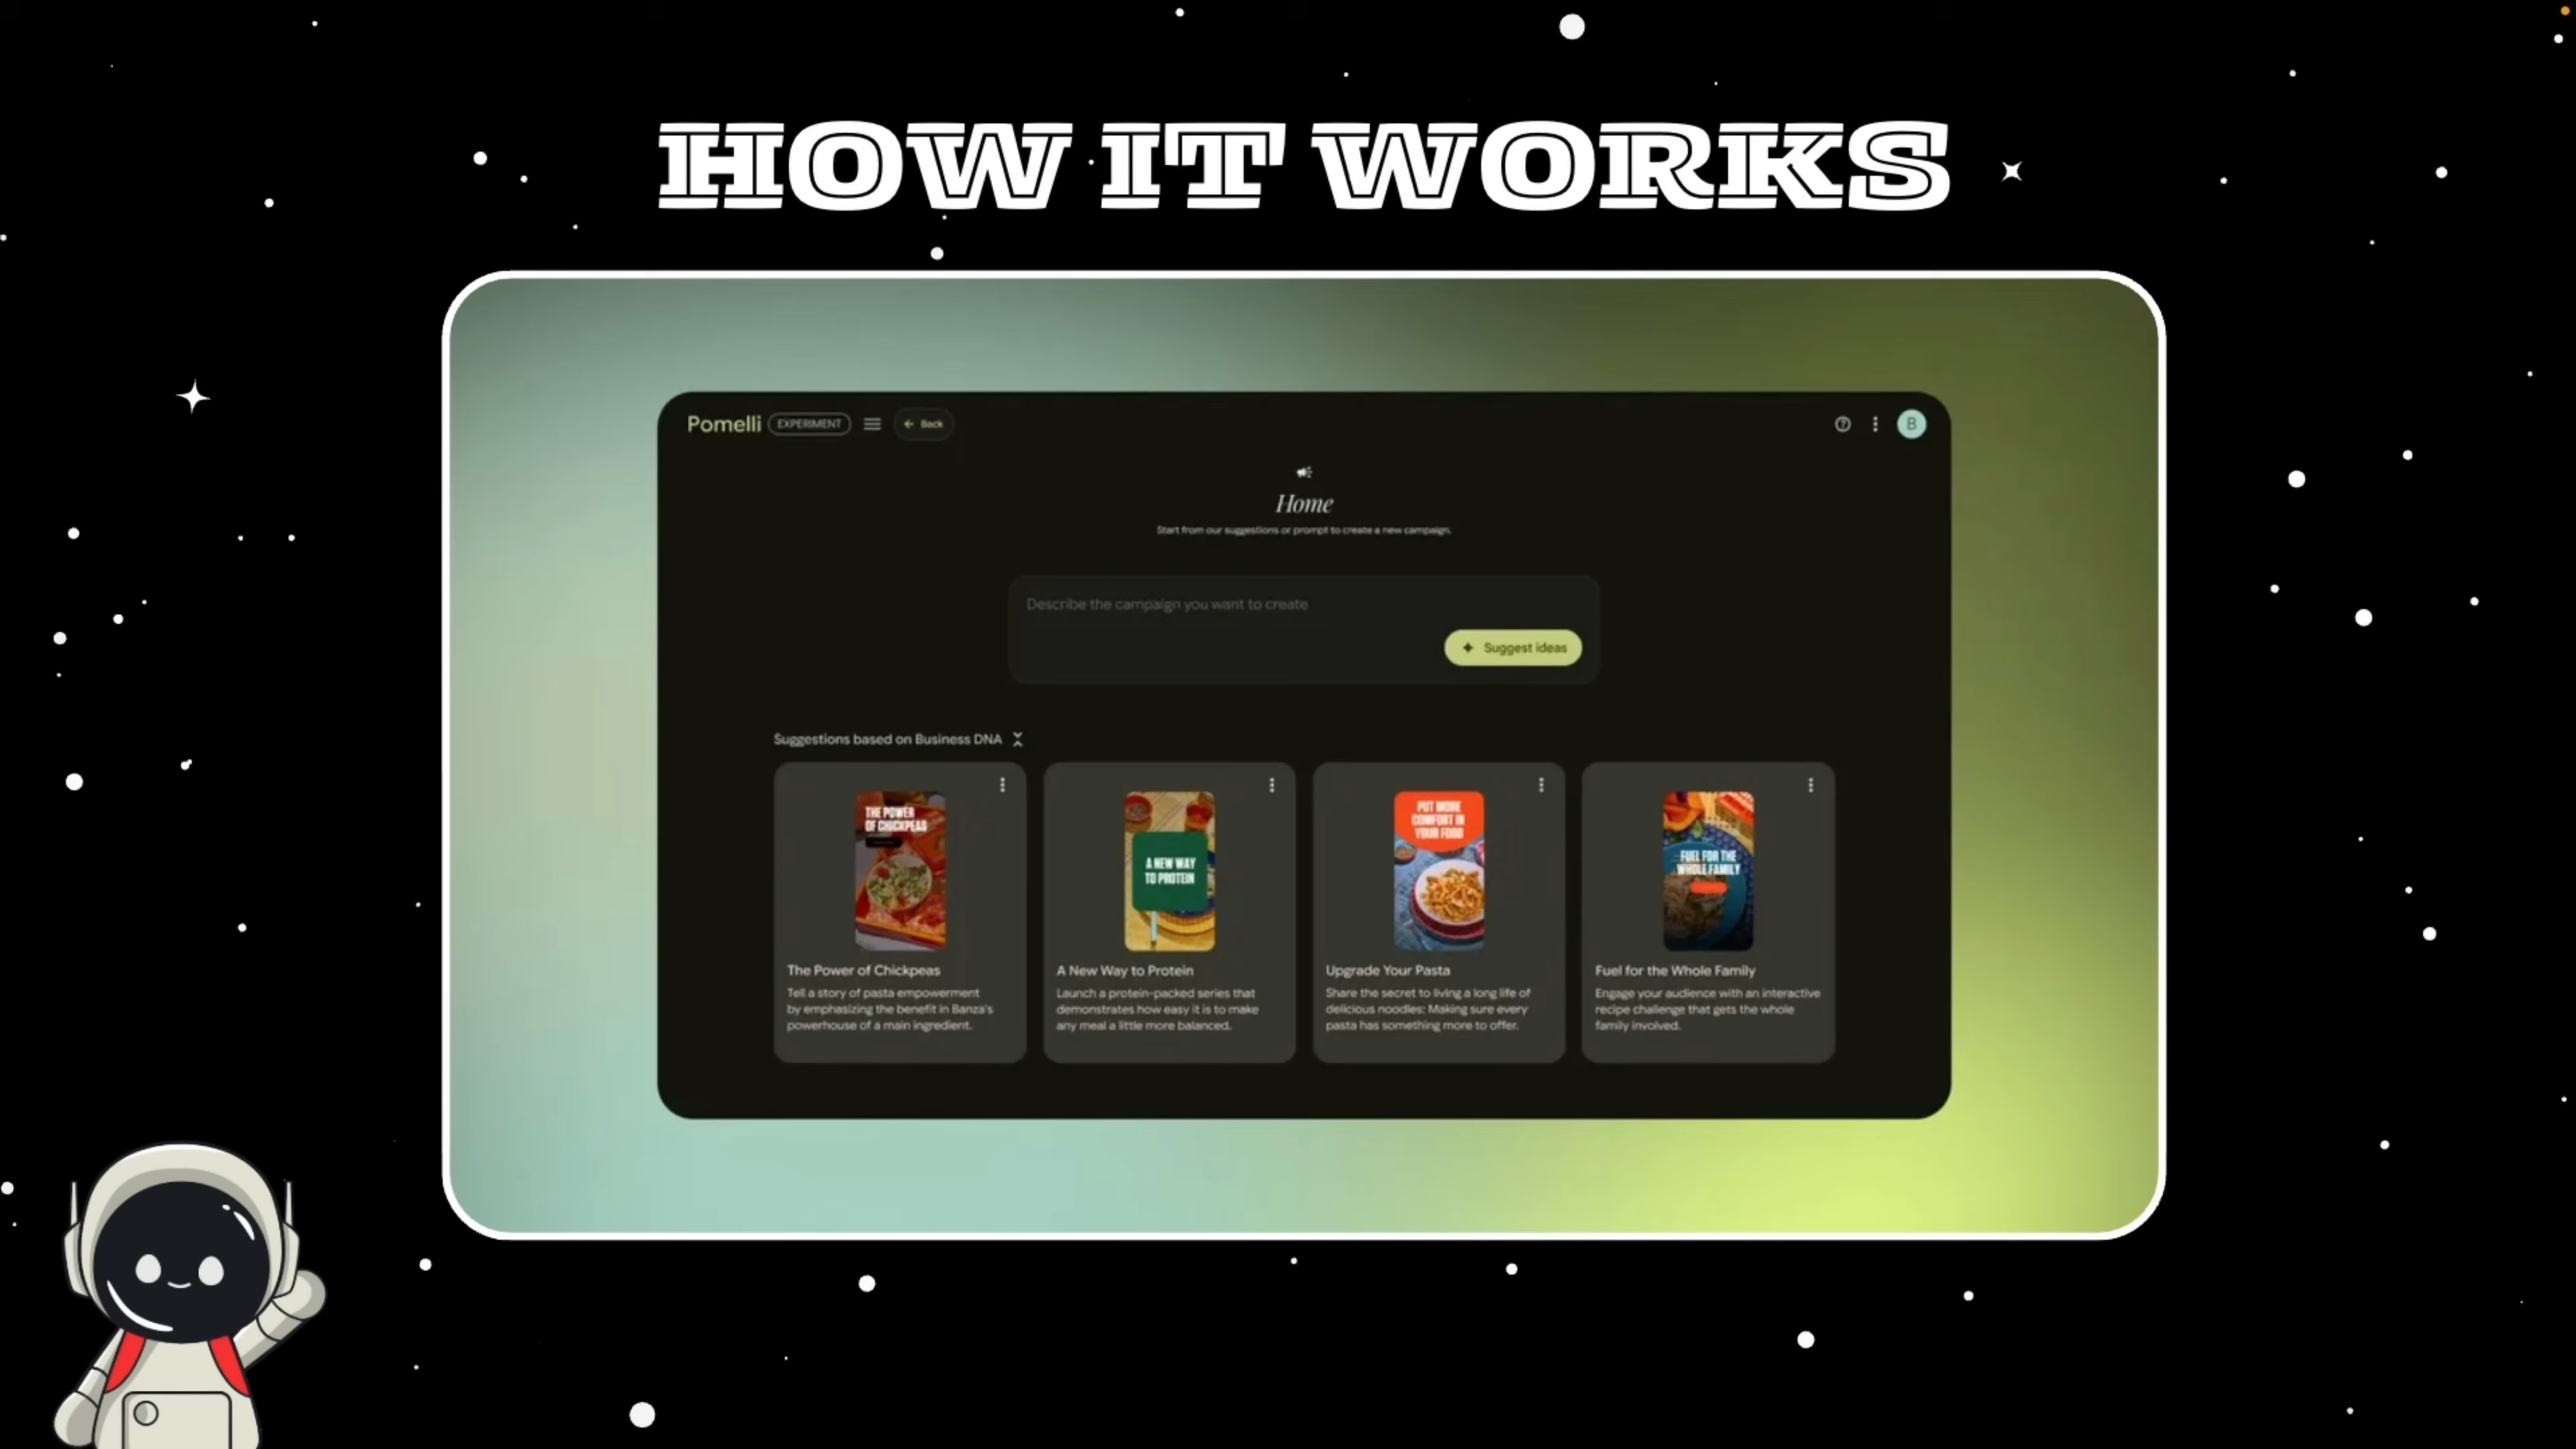 HOW IT WORKS
Pomelli EXPERIMENT Back B
Home
Start from our suggestions or prompt to create a new campaign.
Describe the campaign you want to create
Suggest ideas
Suggestions based on Business DNA
THE POWER
OF CHICKPEAS
The Power of Chickpeas
Tell a story of pasta empowerment
by emphasizing the benefit in Banza's
powerhouse of a main ingredient.
A NEW WAY
TO PROTEIN
A New Way to Protein
Launch a protein-packed series that
demonstrates how easy it is to make
any meal a little more balanced.
PUT MORE
COMFORT IN
YOUR FOOD
Upgrade Your Pasta
Share the secret to living a long life of
delicious noodles: Making sure every
pasta has something more to offer.
FUEL FOR THE
WHOLE FAMILY
Fuel for the Whole Family
Engage your audience with an interactive
recipe challenge that gets the whole
family involved.